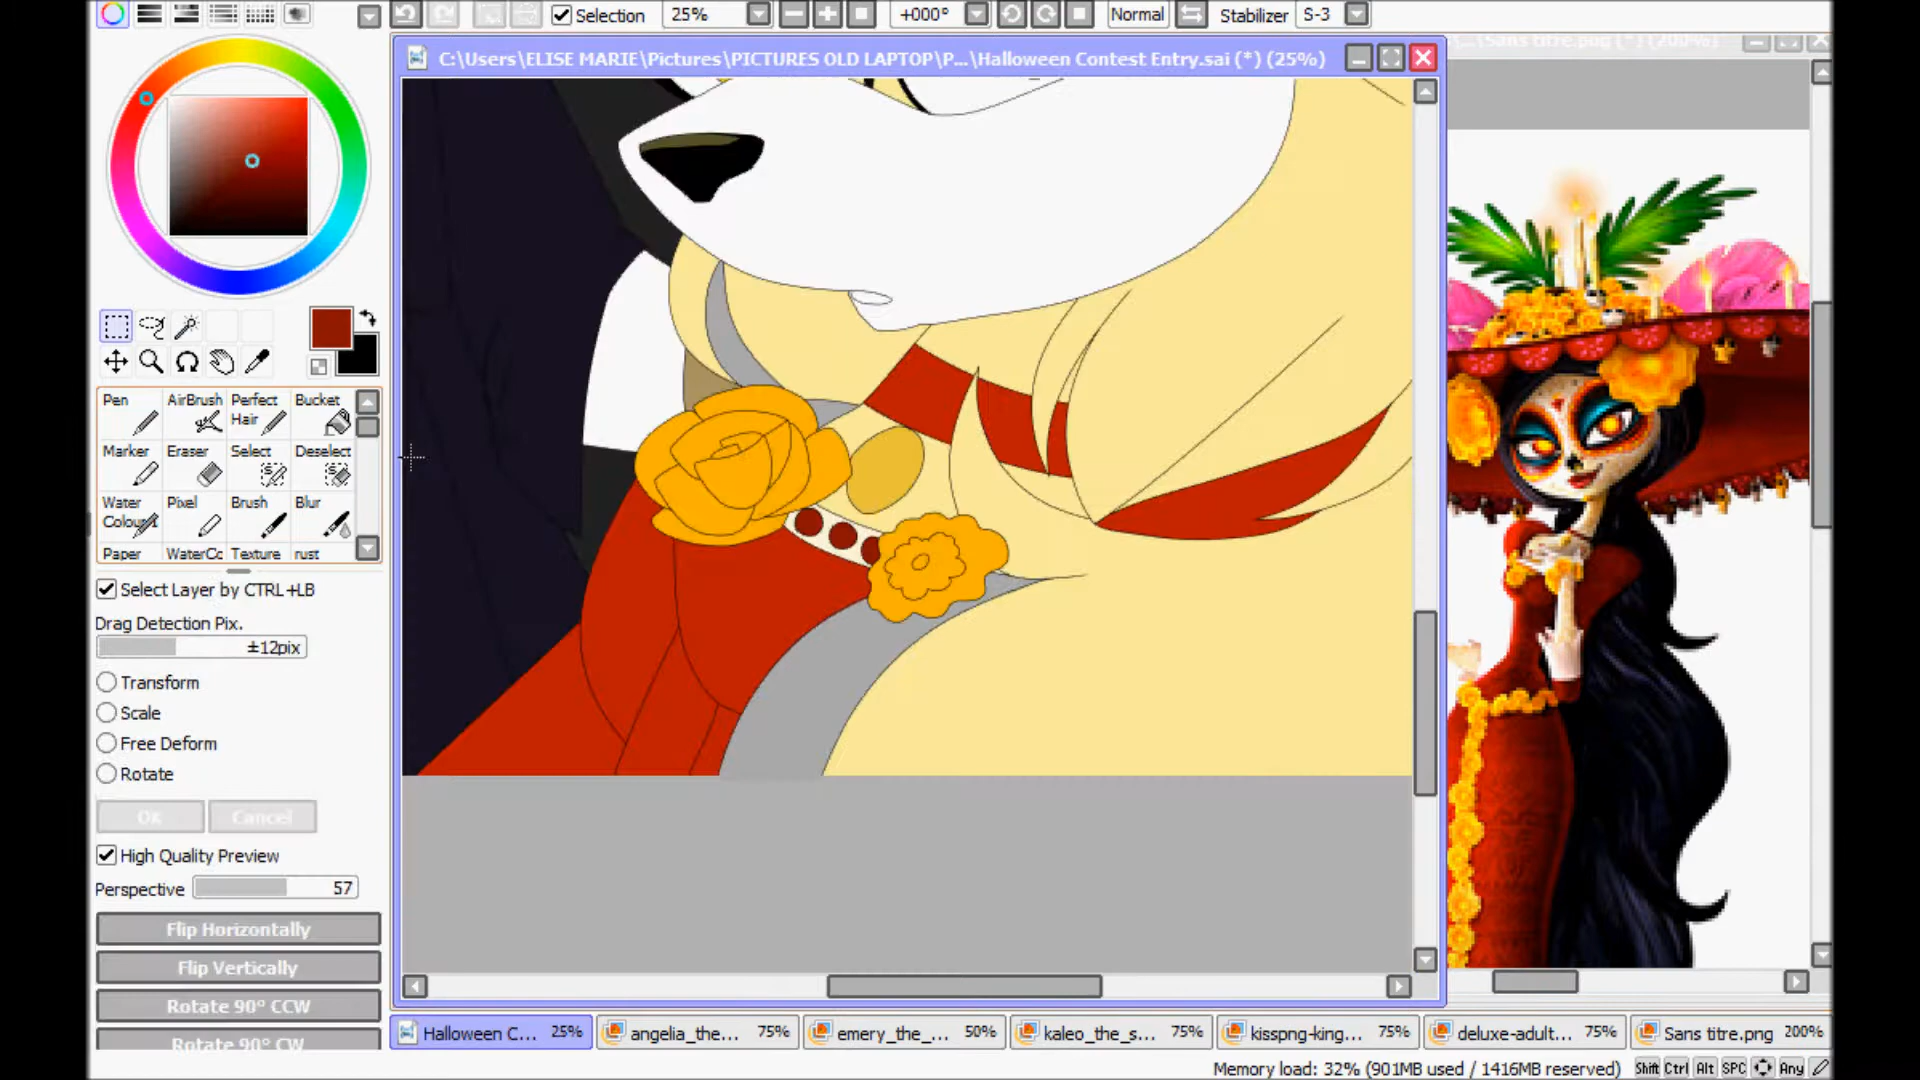 Selection
25%
+000°
Normal
Stabilizer S-3
C:\Users\ELISE MARIE\Pictures\PICTURES OLD LAPTOP\P...\Halloween Contest Entry.sai (*) (25%)
...\Sans titre.png (*) (200%)
Pen
AirBrush
Perfect Hair
Bucket
Marker
Eraser
Select
Deselect
Water Colour
Pixel
Brush
Blur
Paper
WaterCc
Texture
rust
Select Layer by CTRL+LB
Drag Detection Pix.
±12pix
Transform
Scale
Free Deform
Rotate
OK
Cancel
High Quality Preview
Perspective 57
Flip Horizontally
Flip Vertically
Rotate 90° CCW
Rotate 90° CW
Halloween C... 25%
angelia_the... 75%
emery_the_... 50%
kaleo_the_s... 75%
kisspng-king... 75%
deluxe-adult... 75%
Sans titre.png 200%
Memory load: 32% (901MB used / 1416MB reserved)
Shift Ctrl Alt SPC Any